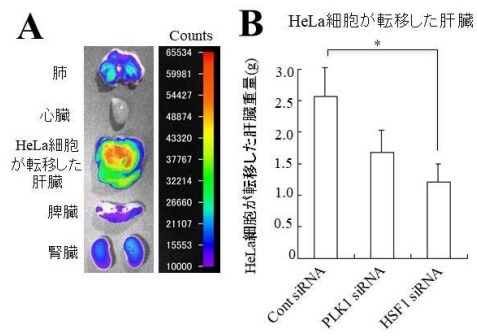 A
肺
心臓
HeLa細胞
が転移した
肝臓
脾臓
腎臓
Counts
65534
59981
54427
48874
43320
37767
32214
26660
21107
15553
10000
B
HeLa細胞が転移した肝臓
*
HeLa細胞が転移した肝臓重量(g)
3.0
2.5
2.0
1.5
1.0
0.5
0
Cont siRNA
PLK1 siRNA
HSF1 siRNA